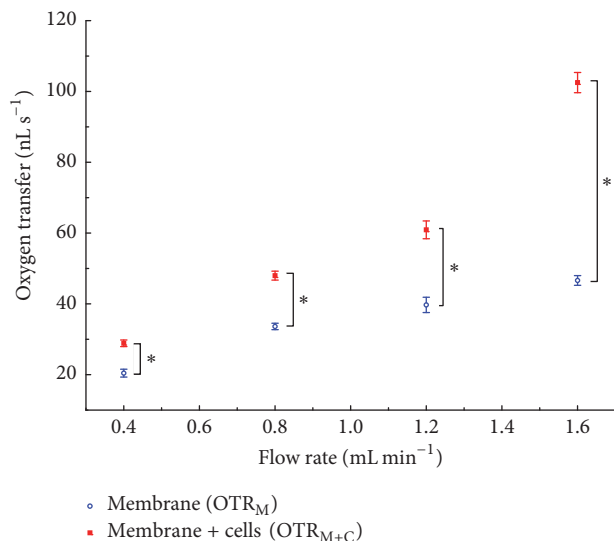 120
100
80
60
40
20
Oxygen transfer (nL s⁻¹)
*
*
*
*
0.4 0.6 0.8 1.0 1.2 1.4 1.6
Flow rate (mL min⁻¹)
Membrane (OTR_M)
Membrane + cells (OTR_M+C)